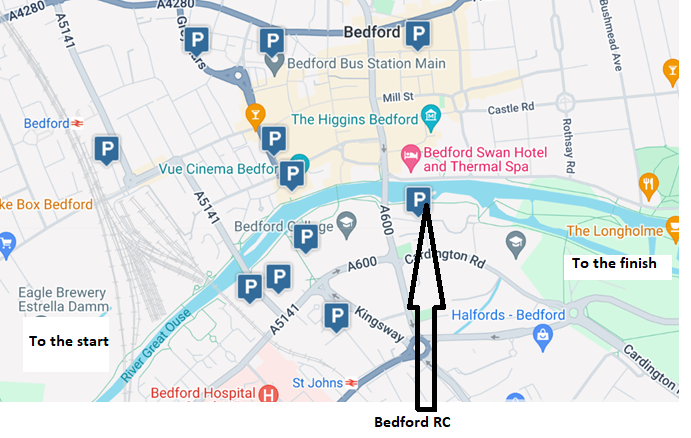 A4280
A4280
A5141
Greyfriars
P
P
P
Bedford
Bedford Bus Station Main
Bushmead Ave
Mill St
Castle Rd
The Higgins Bedford
Bedford
P
P
Rothsay Rd
Vue Cinema Bedford
Bedford Swan Hotel
and Thermal Spa
P
ke Box Bedford
A5141
P
A600
Bedford College
P
The Longholme
Cardington Rd
A600
To the finish
Eagle Brewery
Estrella Damm
P
P
A5141
P
Kingsway
Halfords - Bedford
To the start
River Great Ouse
Cardington Rd
Bedford Hospital
H
St Johns
Bedford RC